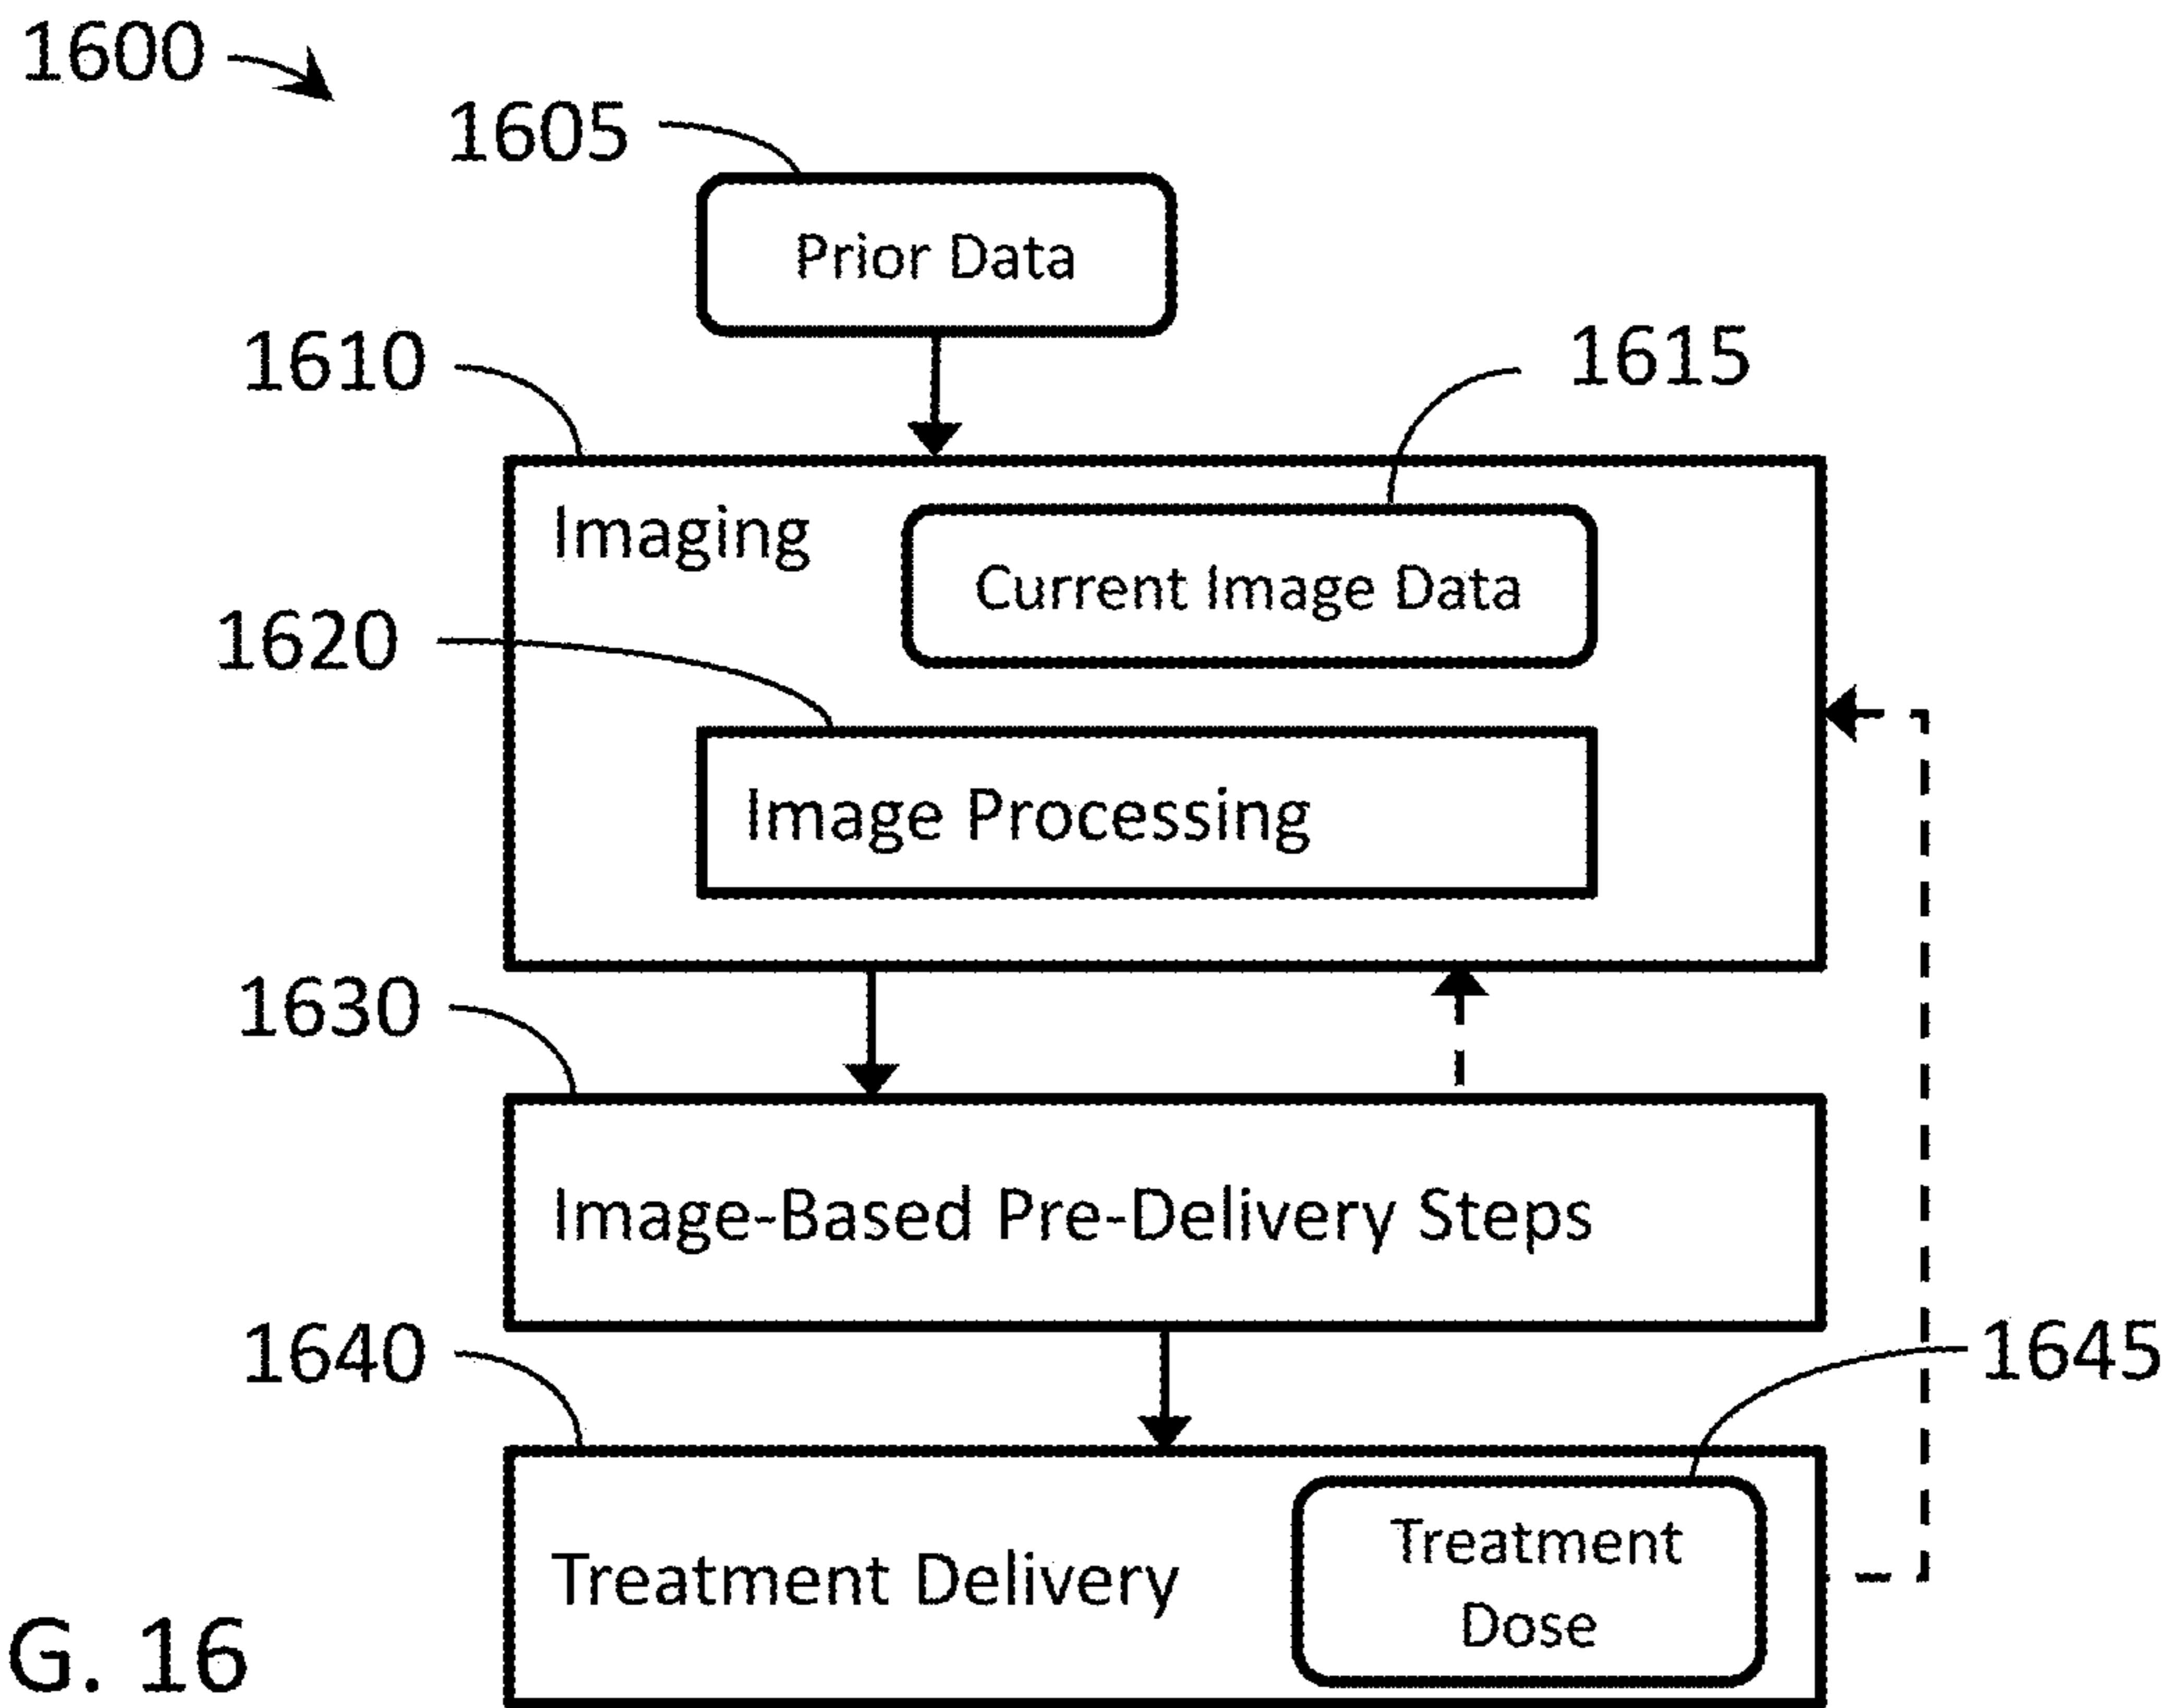 1600
1605
Prior Data
1610
1615
Imaging
Current Image Data
1620
Image Processing
1630
Image-Based Pre-Delivery Steps
1640
1645
Treatment Delivery
Treatment
Dose
G. 16